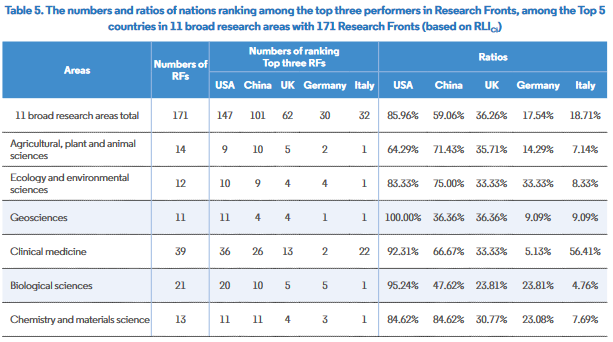 Table 5. The numbers and ratios of nations ranking among the top three performers in Research Fronts, among the Top 5
countries in 11 broad research areas with 171 Research Fronts (based on RLICi)
Areas Numbers of RFs Numbers of ranking Top three RFs Ratios
USA China UK Germany Italy USA China UK Germany Italy
11 broad research areas total 171 147 101 62 30 32 85.96% 59.06% 36.26% 17.54% 18.71%
Agricultural, plant and animal sciences 14 9 10 5 2 1 64.29% 71.43% 35.71% 14.29% 7.14%
Ecology and environmental sciences 12 10 9 4 4 1 83.33% 75.00% 33.33% 33.33% 8.33%
Geosciences 11 11 4 4 1 1 100.00% 36.36% 36.36% 9.09% 9.09%
Clinical medicine 39 36 26 13 2 22 92.31% 66.67% 33.33% 5.13% 56.41%
Biological sciences 21 20 10 5 5 1 95.24% 47.62% 23.81% 23.81% 4.76%
Chemistry and materials science 13 11 11 4 3 1 84.62% 84.62% 30.77% 23.08% 7.69%